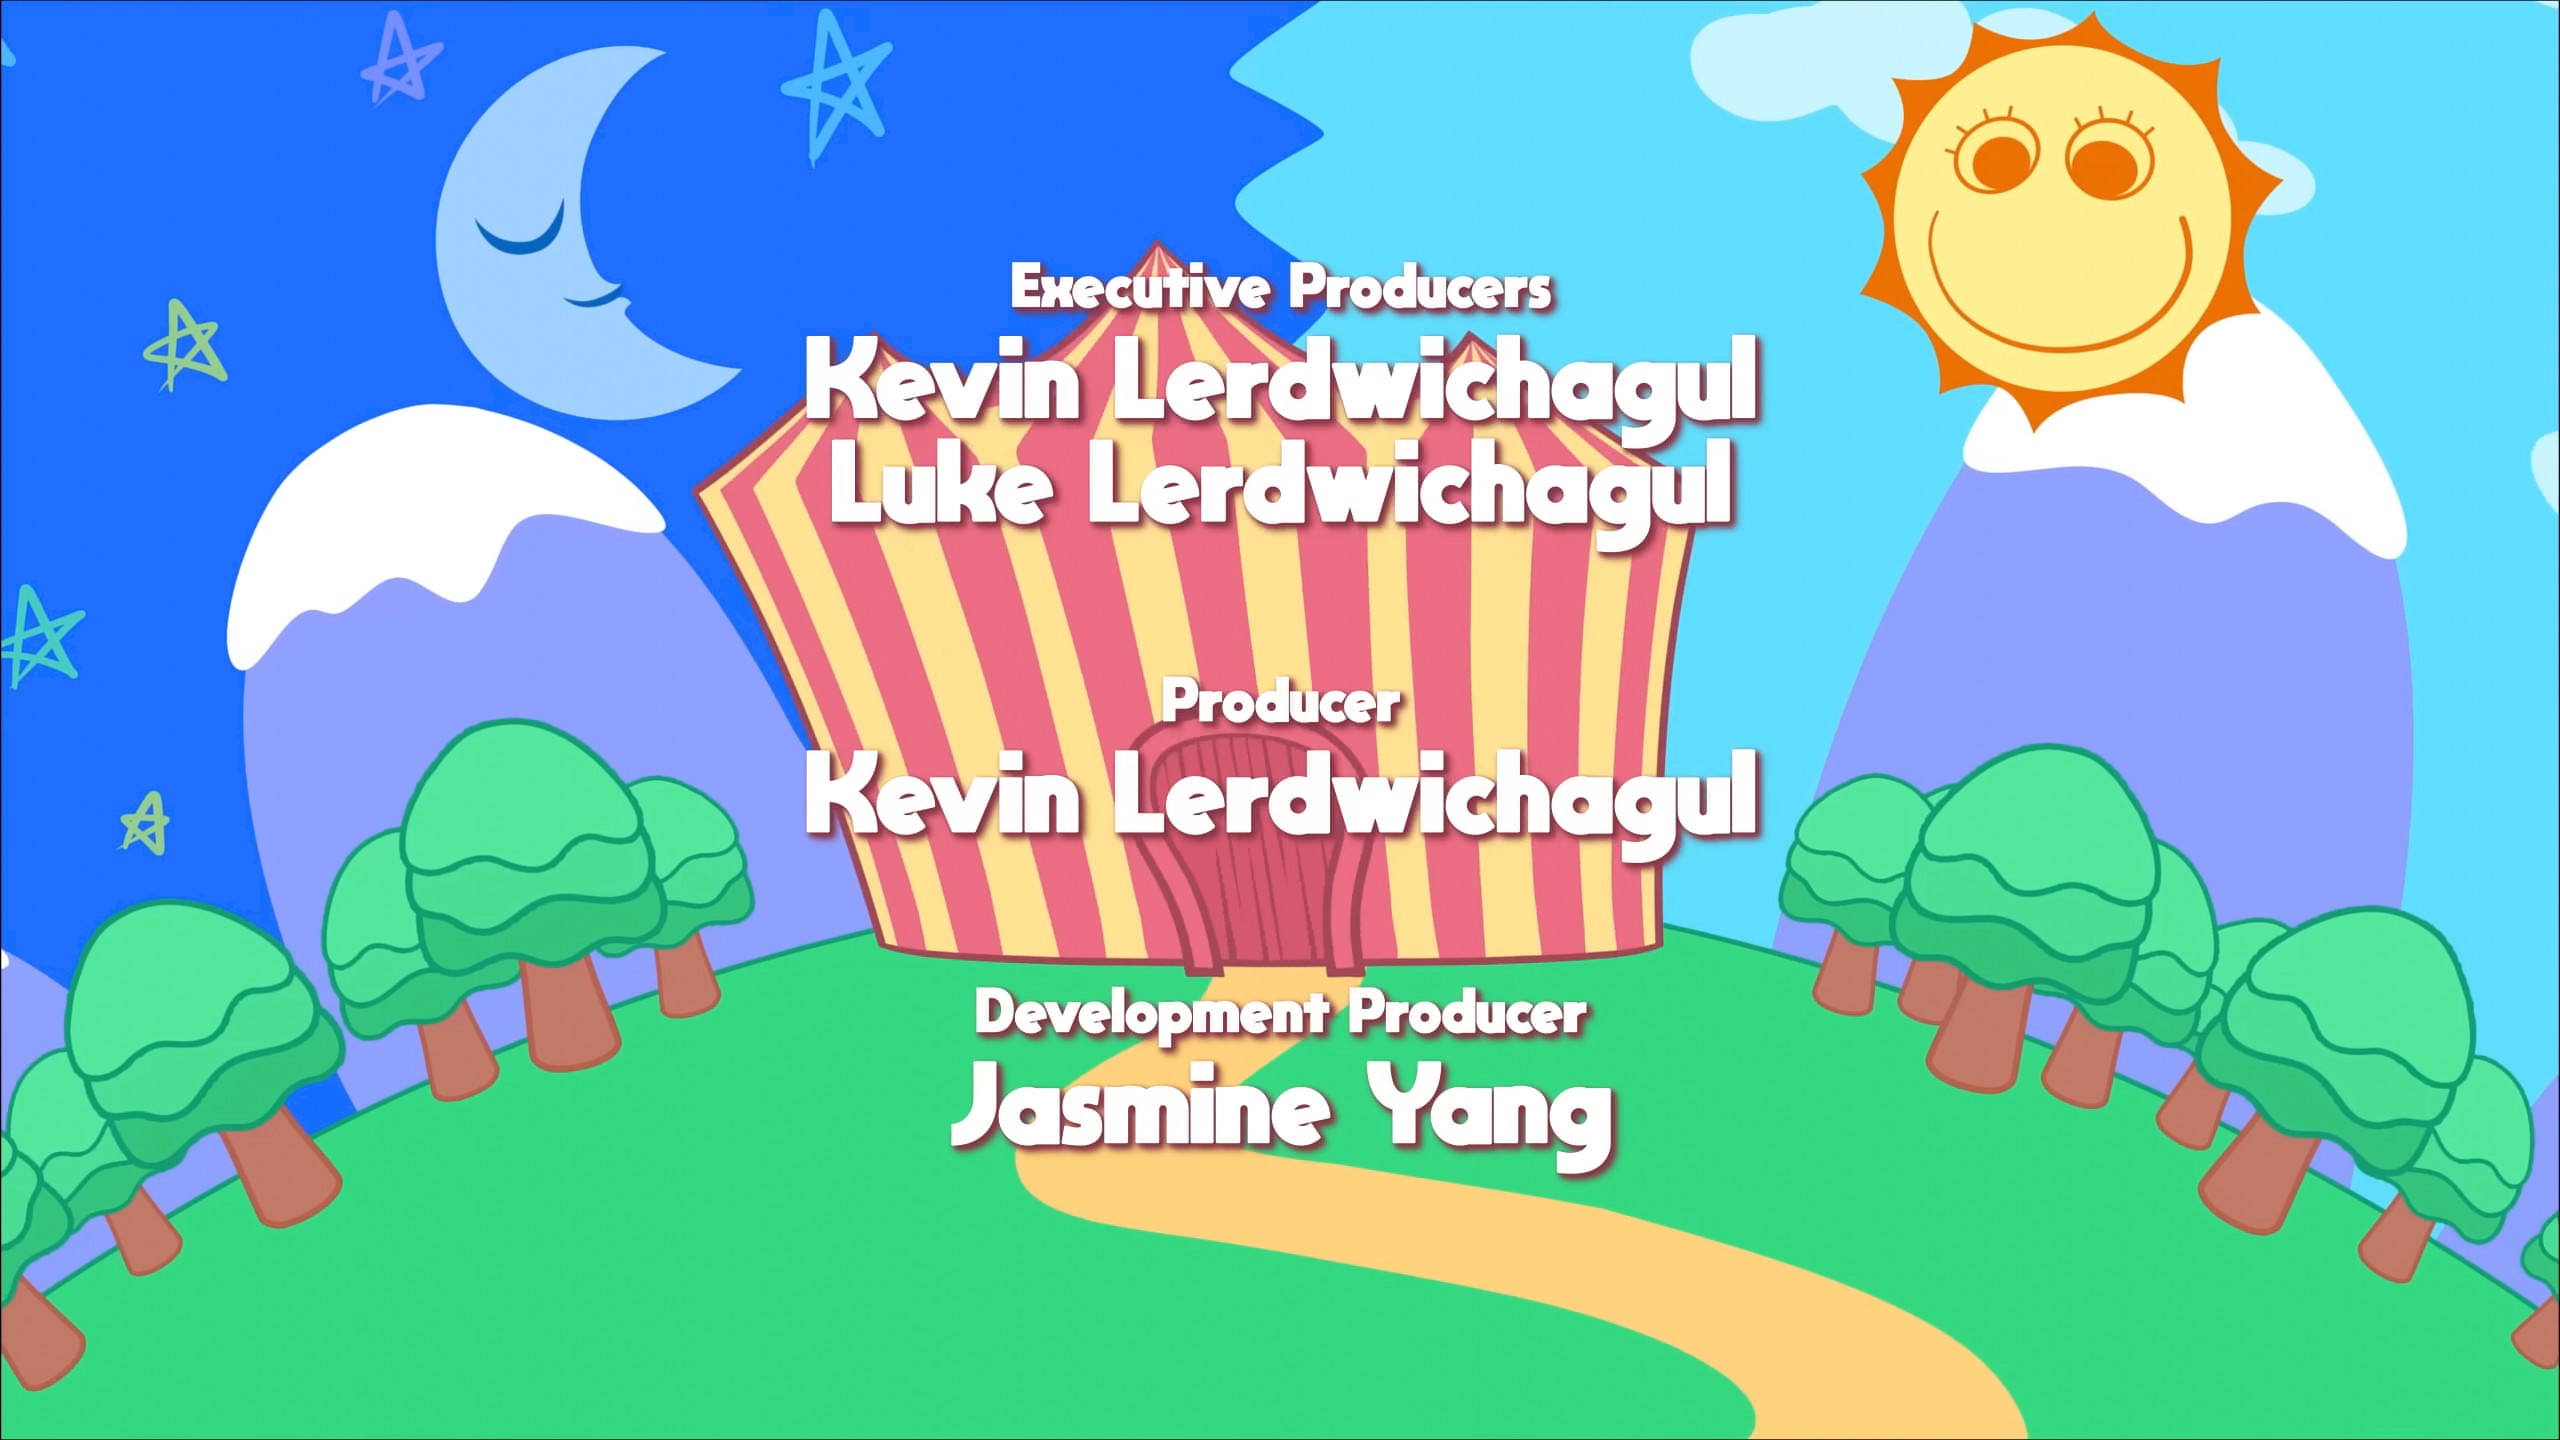 Executive Producers
Kevin Lerdwichagul
Luke Lerdwichagul
Producer
Kevin Lerdwichagul
Development Producer
Jasmine Yang